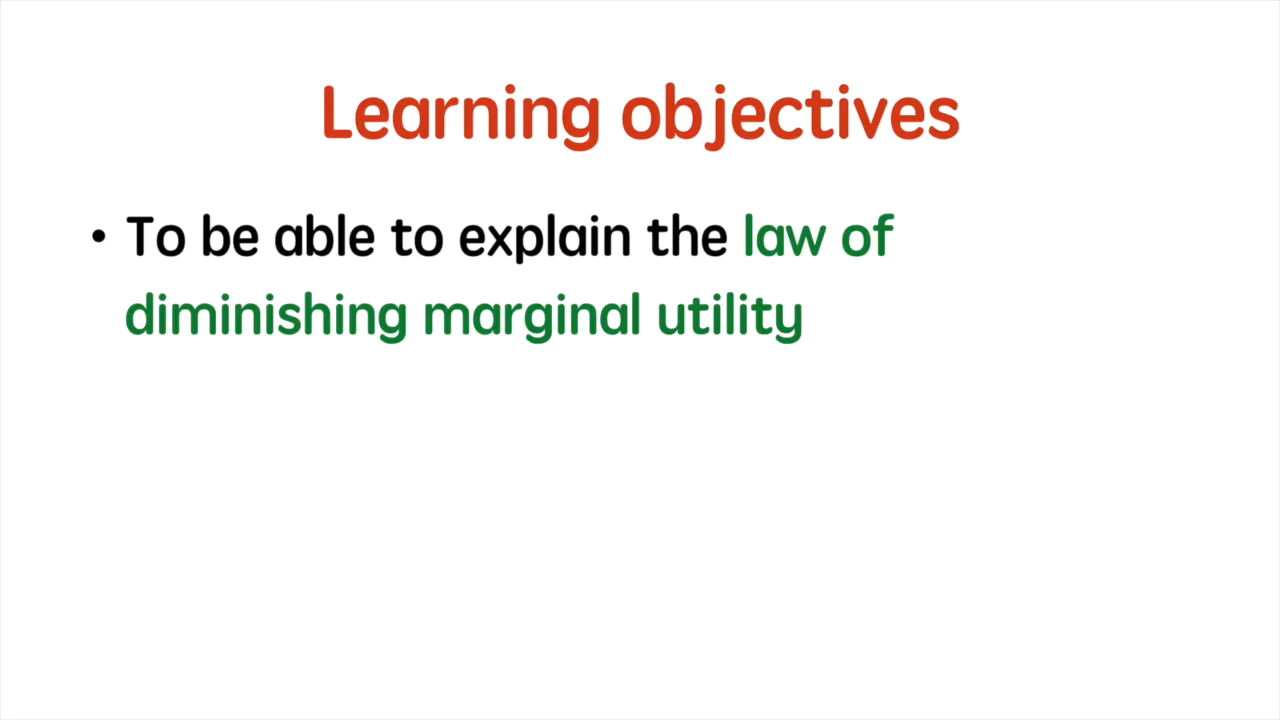 Learning objectives
• To be able to explain the law of
diminishing marginal utility